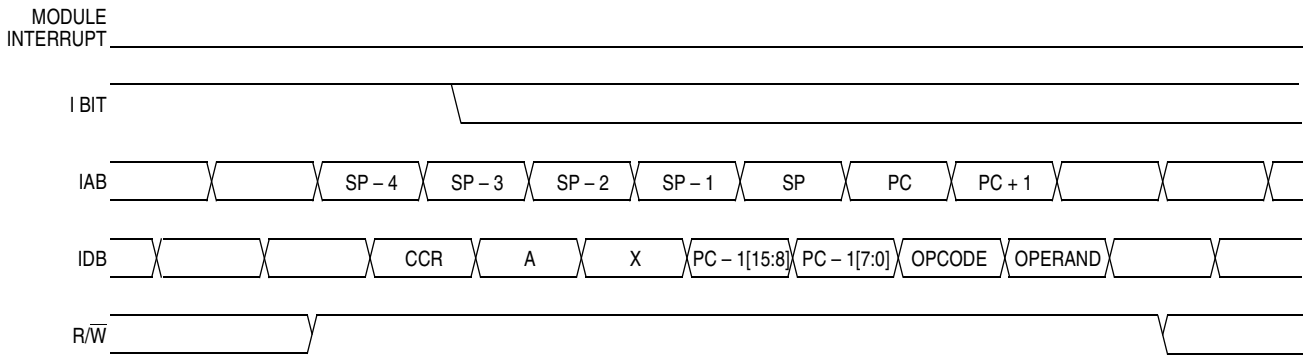 MODULE
INTERRUPT
I BIT
IAB SP – 4 SP – 3 SP – 2 SP – 1 SP PC PC + 1
IDB CCR A X PC – 1[15:8] PC – 1[7:0] OPCODE OPERAND
R/W̅